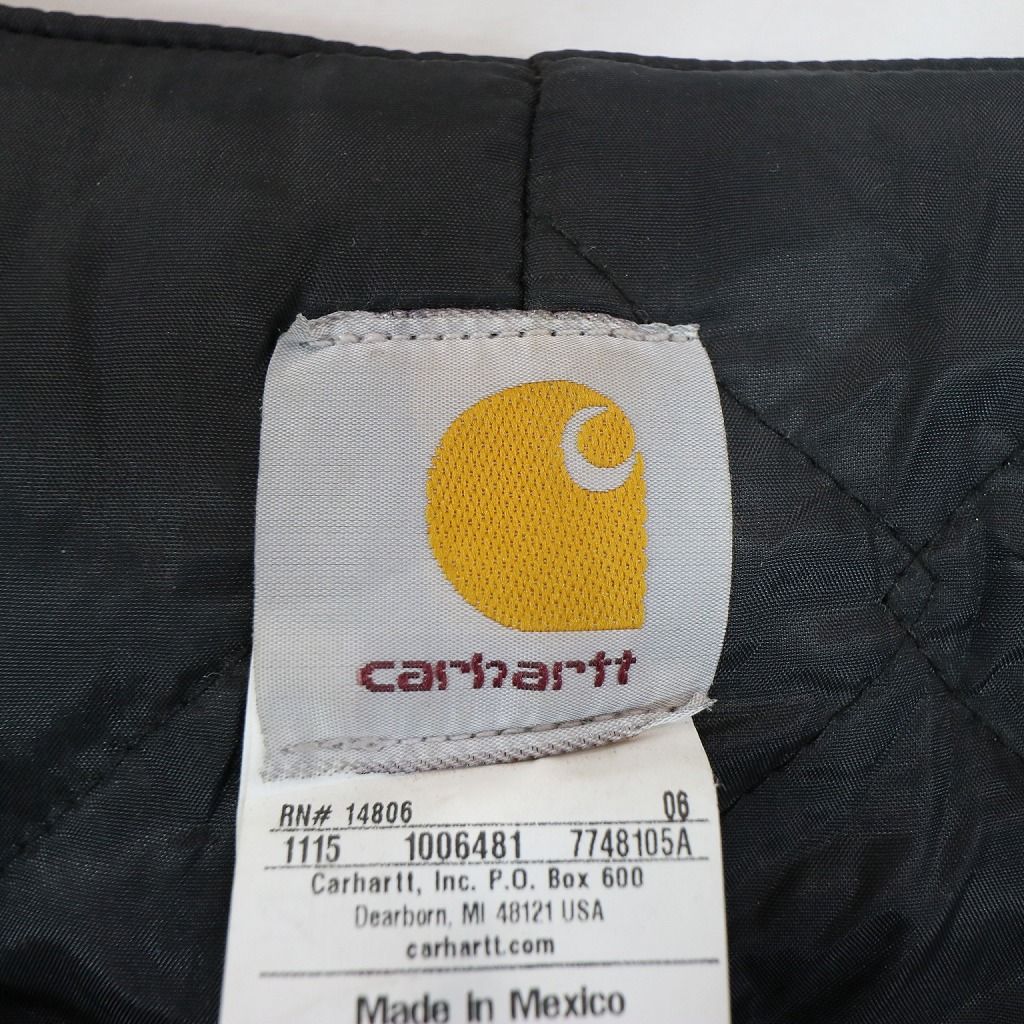 carhartt
RN# 14806 06
1115 1006481 7748105A
Carhartt, Inc. P.O. Box 600
Dearborn, MI 48121 USA
carhartt.com
Made in Mexico